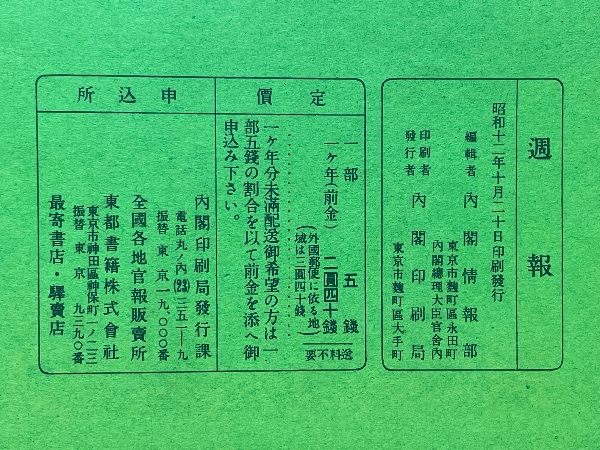 週報
昭和十二年十月二十日印刷發行
編輯者 內閣情報部
東京市麴町區永田町
內閣總理大臣官舍內
印刷者
發行者
內閣印刷局
東京市麴町區大手町
定價
一部 五錢
一ヶ年(前金) 二圓四十錢
(外國郵便に依る地
域は三圓四十錢)
送料不要
一ヶ年分未滿配送御希望の方は一
部五錢の割合を以て前金を添へ御
申込み下さい。
申込所
內閣印刷局發行課
電話丸ノ內(23)三五一―九
振替東京一九、〇〇〇番
全國各地官報販賣所
東都書籍株式會社
東京市神田區神保町一ノ二三
振替東京九三九〇番
最寄書店・驛賣店